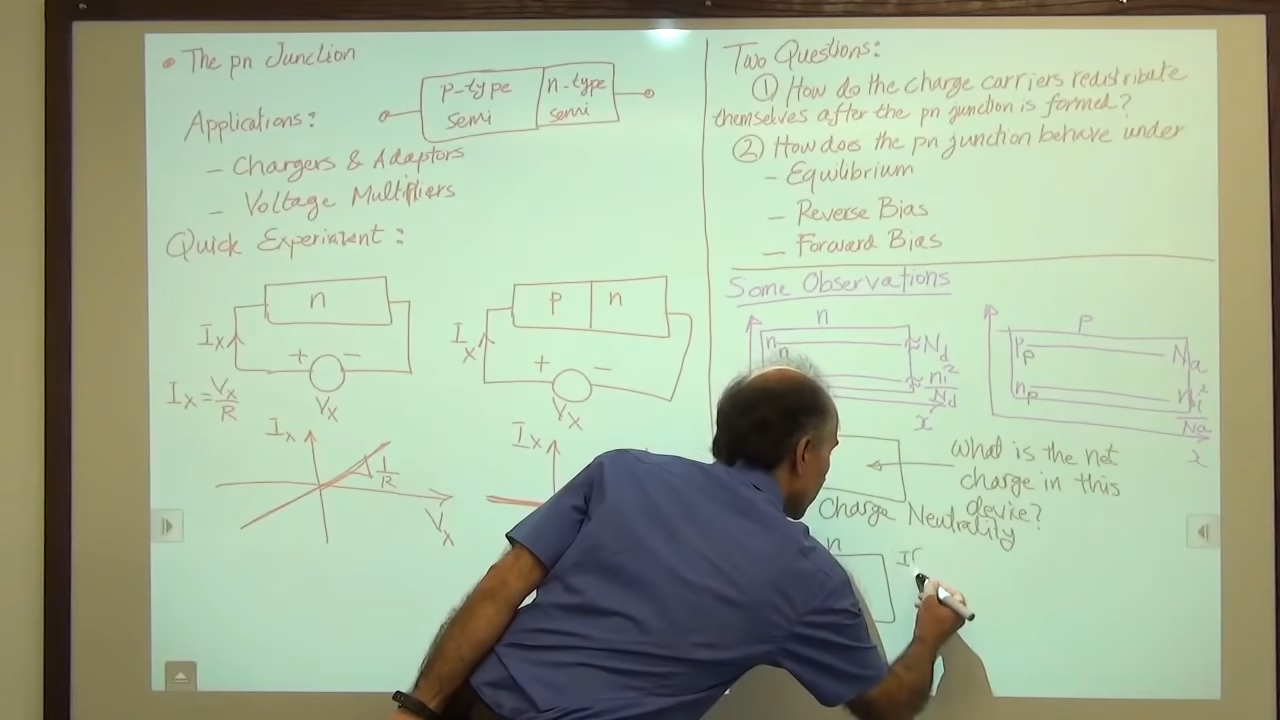 • The pn Junction
p-type
semi
n-type
semi
Applications:
- Chargers & Adaptors
- Voltage Multipliers
Quick Experiment:
n
Ix
+ -
Vx
Ix = Vx/R
Ix
1/R
Vx
p n
Ix
+ -
Vx
Ix
Two Questions:
① How do the charge carriers redistribute
themselves after the pn junction is formed?
② How does the pn junction behave under
- Equilibrium
- Reverse Bias
- Forward Bias
Some Observations
n
nn
≈ Nd
≈ ni²/Nd
x
p
Pp
Na
np
ni²/Na
x
What is the net
charge in this
device?
Charge Neutrality
n